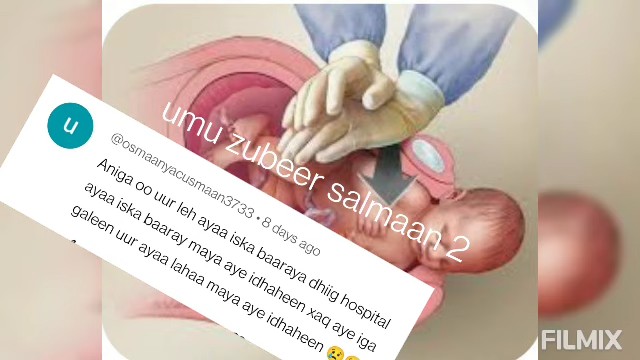 umu zubeer salmaan 2
u
@osmaanyacusmaan3733 • 8 days ago
Aniga oo uur leh ayaa iska baaraya dhiig hospital
ayaa iska baaray maya aye idhaheen xaq aye iga
galeen uur ayaa lahaa maya aye idhaheen 😢
FILMIX